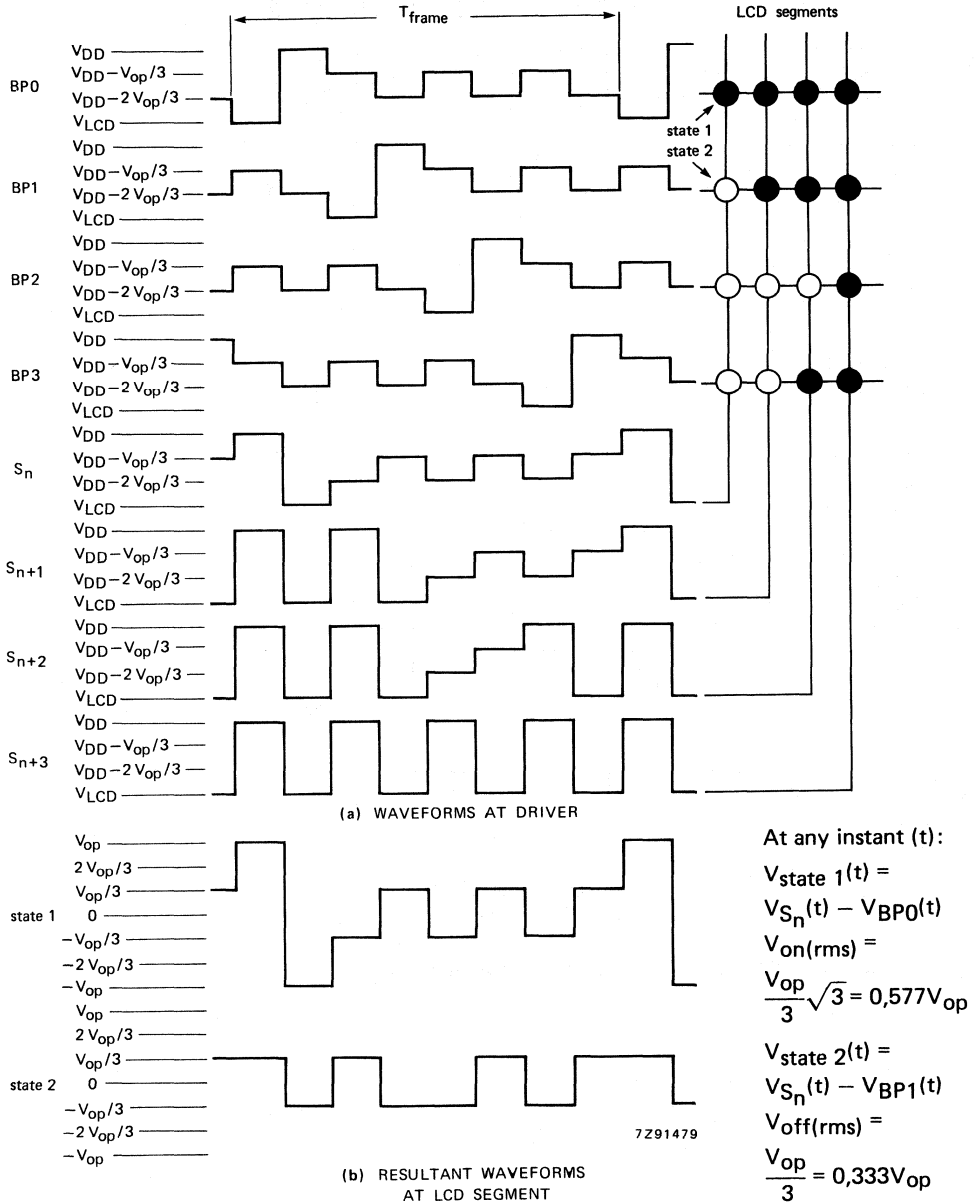 T_frame
LCD segments
BP0
V_DD
V_DD−V_op/3
V_DD−2 V_op/3
V_LCD
state 1
state 2
BP1
V_DD
V_DD−V_op/3
V_DD−2 V_op/3
V_LCD
BP2
V_DD
V_DD−V_op/3
V_DD−2 V_op/3
V_LCD
BP3
V_DD
V_DD−V_op/3
V_DD−2 V_op/3
V_LCD
S_n
V_DD
V_DD−V_op/3
V_DD−2 V_op/3
V_LCD
S_n+1
V_DD
V_DD−V_op/3
V_DD−2 V_op/3
V_LCD
S_n+2
V_DD
V_DD−V_op/3
V_DD−2 V_op/3
V_LCD
S_n+3
V_DD
V_DD−V_op/3
V_DD−2 V_op/3
V_LCD
(a) WAVEFORMS AT DRIVER
state 1
V_op
2 V_op/3
V_op/3
0
−V_op/3
−2 V_op/3
−V_op
state 2
V_op
2 V_op/3
V_op/3
0
−V_op/3
−2 V_op/3
−V_op
7Z91479
(b) RESULTANT WAVEFORMS
AT LCD SEGMENT
At any instant (t):
V_state 1(t) =
V_Sn(t) − V_BP0(t)
V_on(rms) =
V_op/3 √3 = 0,577V_op
V_state 2(t) =
V_Sn(t) − V_BP1(t)
V_off(rms) =
V_op/3 = 0,333V_op